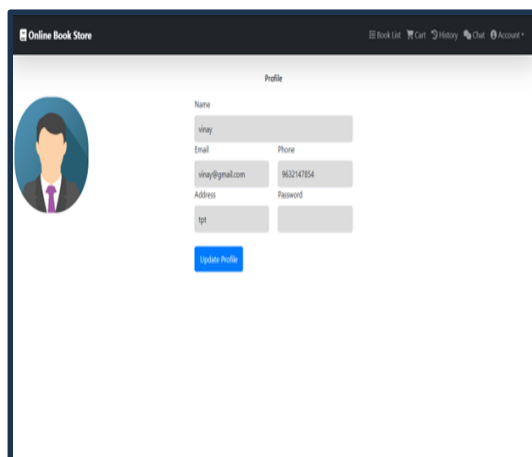 Online Book Store Book List Cart History Chat Account
Profile
Name
vinay
Email Phone
vinay@gmail.com 9632147854
Address Password
tpt
Update Profile